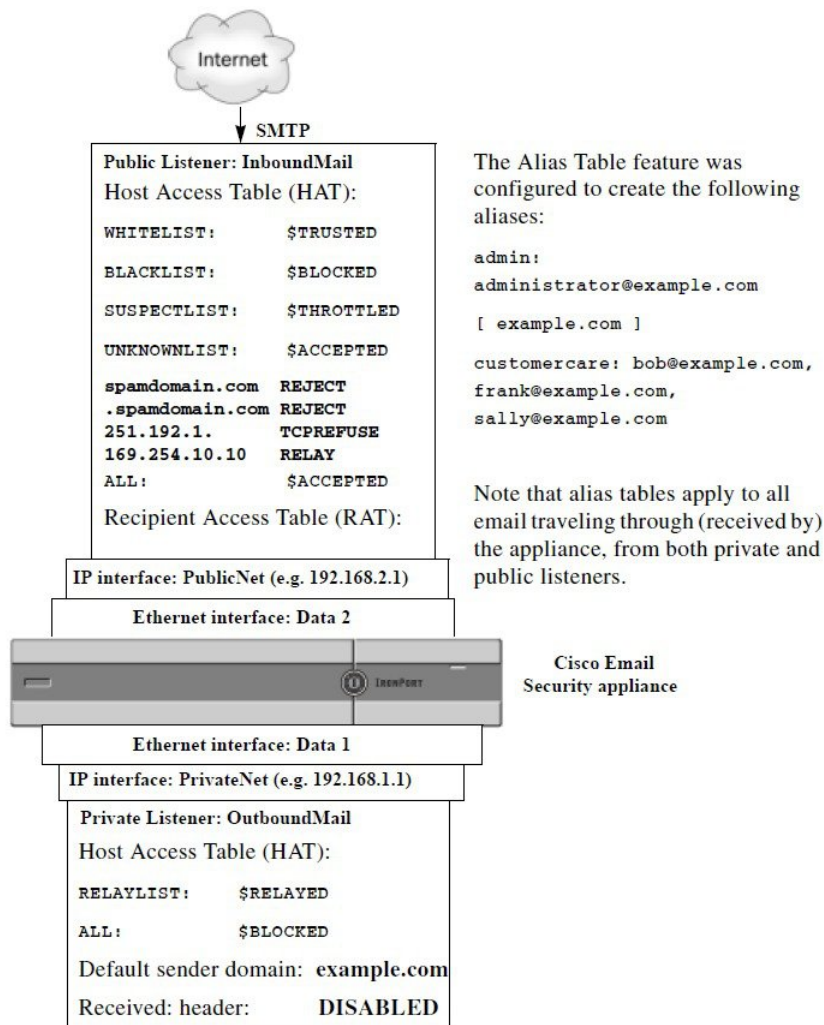 Internet
SMTP
Public Listener: InboundMail
Host Access Table (HAT):
WHITELIST: $TRUSTED
BLACKLIST: $BLOCKED
SUSPECTLIST: $THROTTLED
UNKNOWNLIST: $ACCEPTED
spamdomain.com REJECT
.spamdomain.com REJECT
251.192.1. TCPREFUSE
169.254.10.10 RELAY
ALL: $ACCEPTED
Recipient Access Table (RAT):
The Alias Table feature was
configured to create the following
aliases:
admin:
administrator@example.com
[ example.com ]
customercare: bob@example.com,
frank@example.com,
sally@example.com
Note that alias tables apply to all
email traveling through (received by)
the appliance, from both private and
public listeners.
IP interface: PublicNet (e.g. 192.168.2.1)
Ethernet interface: Data 2
IRONPORT
Cisco Email
Security appliance
Ethernet interface: Data 1
IP interface: PrivateNet (e.g. 192.168.1.1)
Private Listener: OutboundMail
Host Access Table (HAT):
RELAYLIST: $RELAYED
ALL: $BLOCKED
Default sender domain: example.com
Received: header: DISABLED